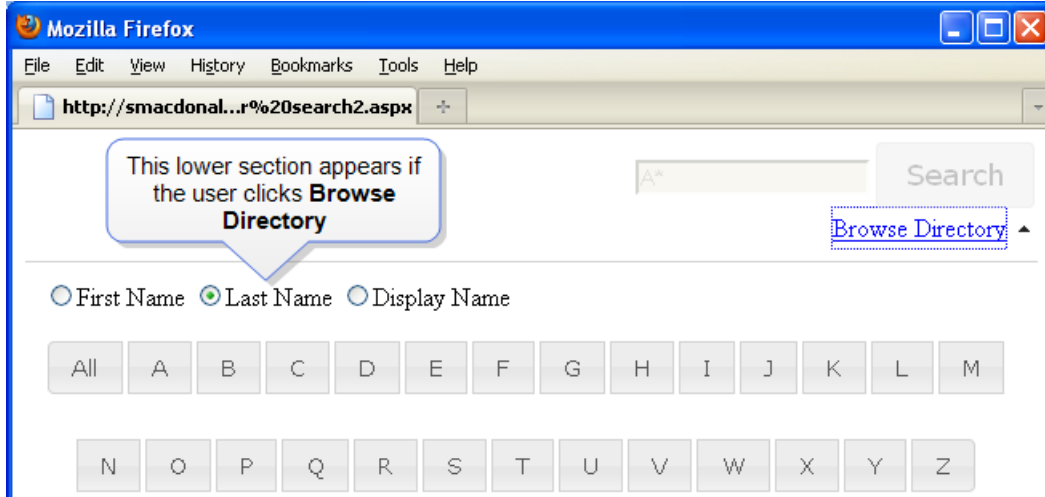 Mozilla Firefox
File Edit View History Bookmarks Tools Help
http://smacdonal...r%20search2.aspx
This lower section appears if
the user clicks Browse
Directory
A* Search
Browse Directory
First Name Last Name Display Name
All A B C D E F G H I J K L M
N O P Q R S T U V W X Y Z